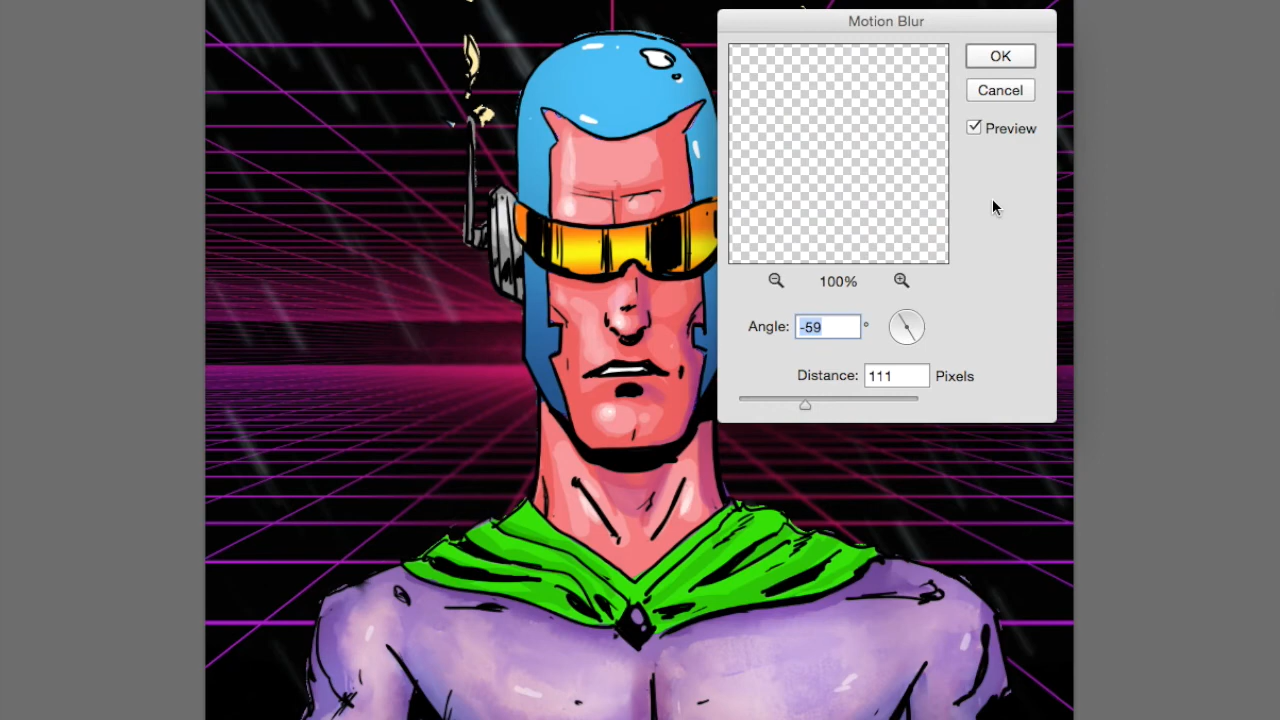 Motion Blur
OK
Cancel
Preview
100%
Angle: -59 °
Distance: 111 Pixels